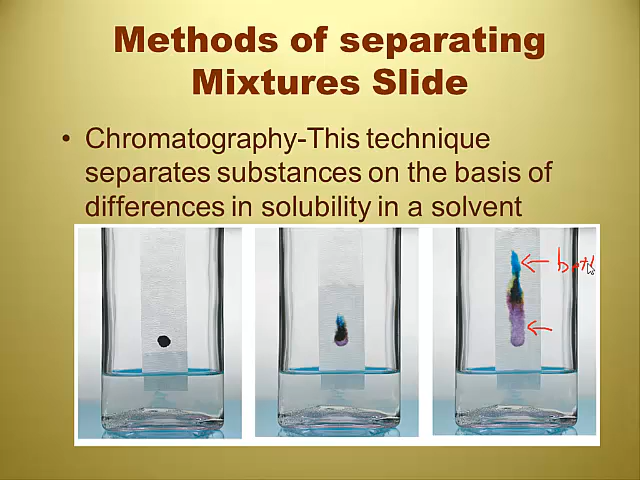 Methods of separating
Mixtures Slide
• Chromatography-This technique
separates substances on the basis of
differences in solubility in a solvent